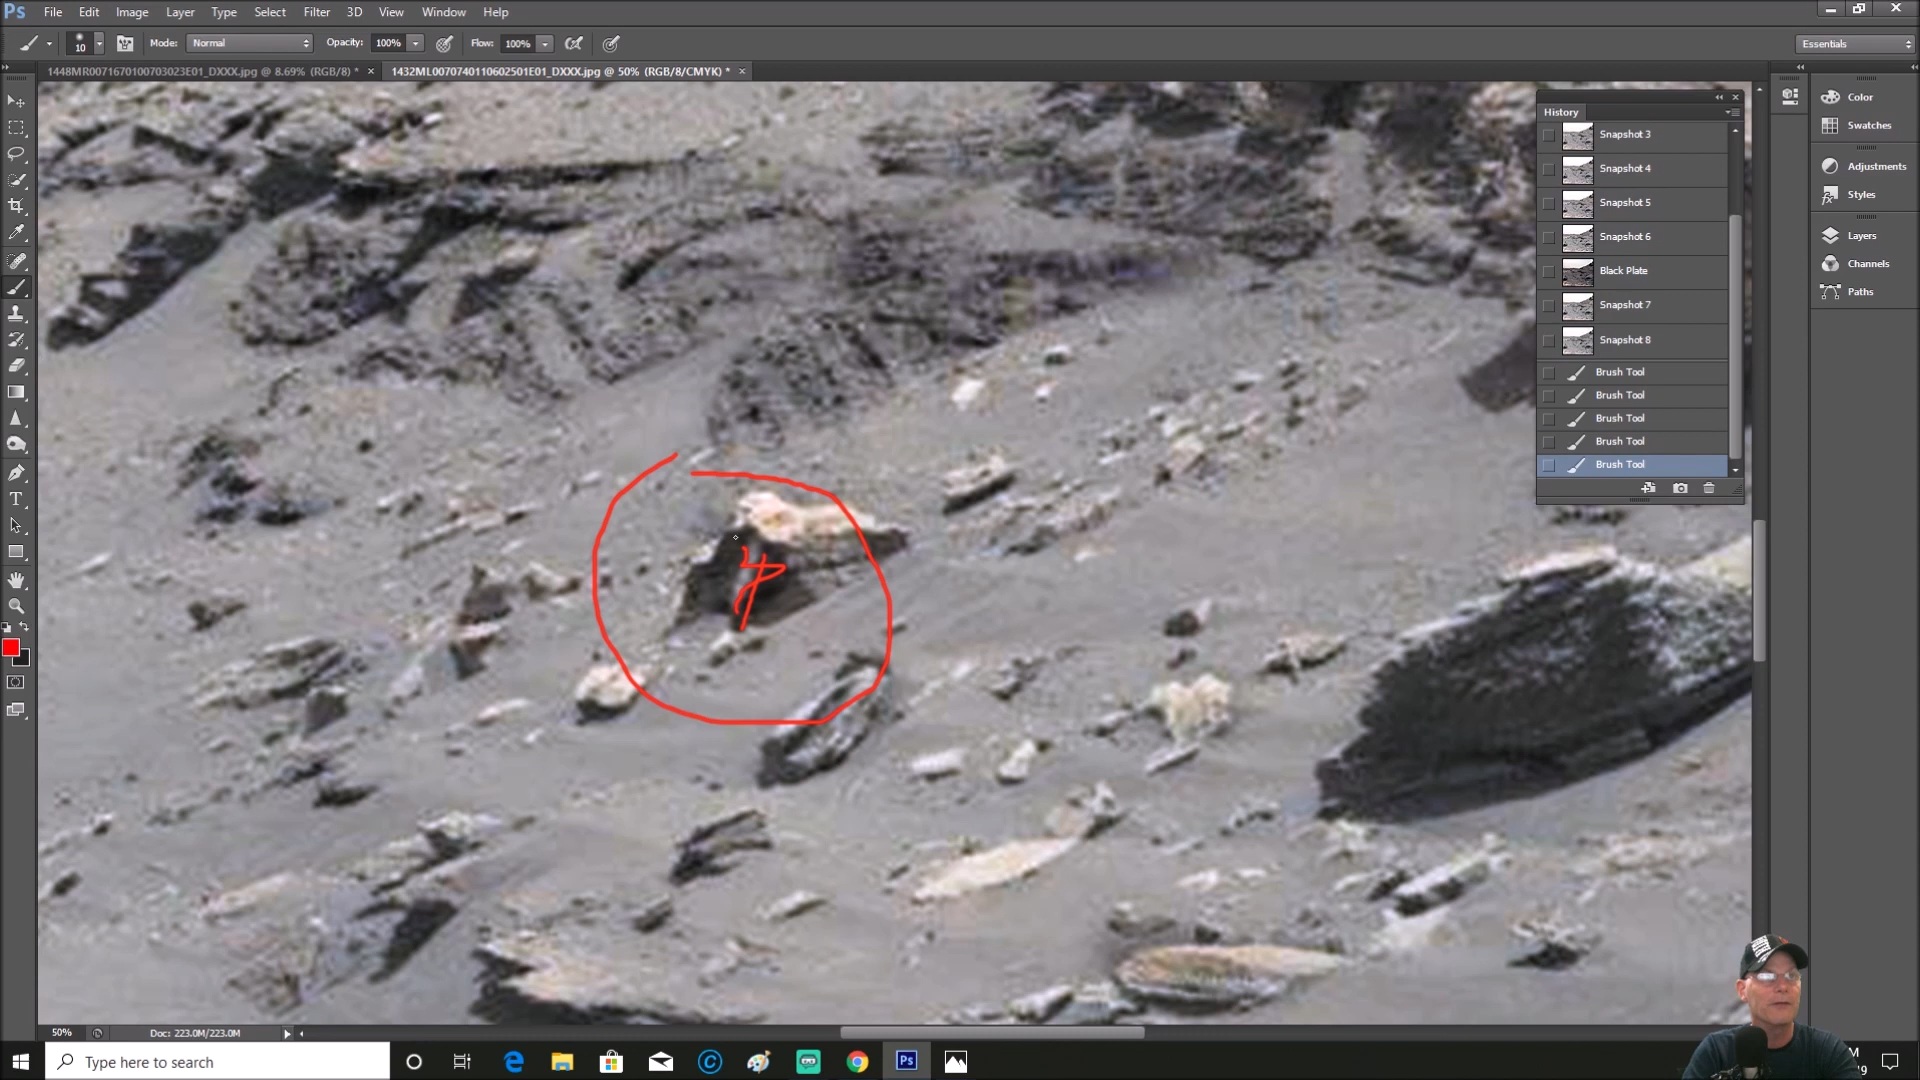 Ps File Edit Image Layer Type Select Filter 3D View Window Help
10 Mode: Normal Opacity: 100% Flow: 100% Essentials
1448MR0071670100703023E01_DXXX.jpg @ 8.69% (RGB/8) * × 1432ML0070740110602501E01_DXXX.jpg @ 50% (RGB/8/CMYK) * ×
History
Snapshot 3
Snapshot 4
Snapshot 5
Snapshot 6
Black Plate
Snapshot 7
Snapshot 8
Brush Tool
Brush Tool
Brush Tool
Brush Tool
Brush Tool
Color
Swatches
Adjustments
Styles
Layers
Channels
Paths
50% Doc: 223.0M/223.0M
Type here to search
Ps